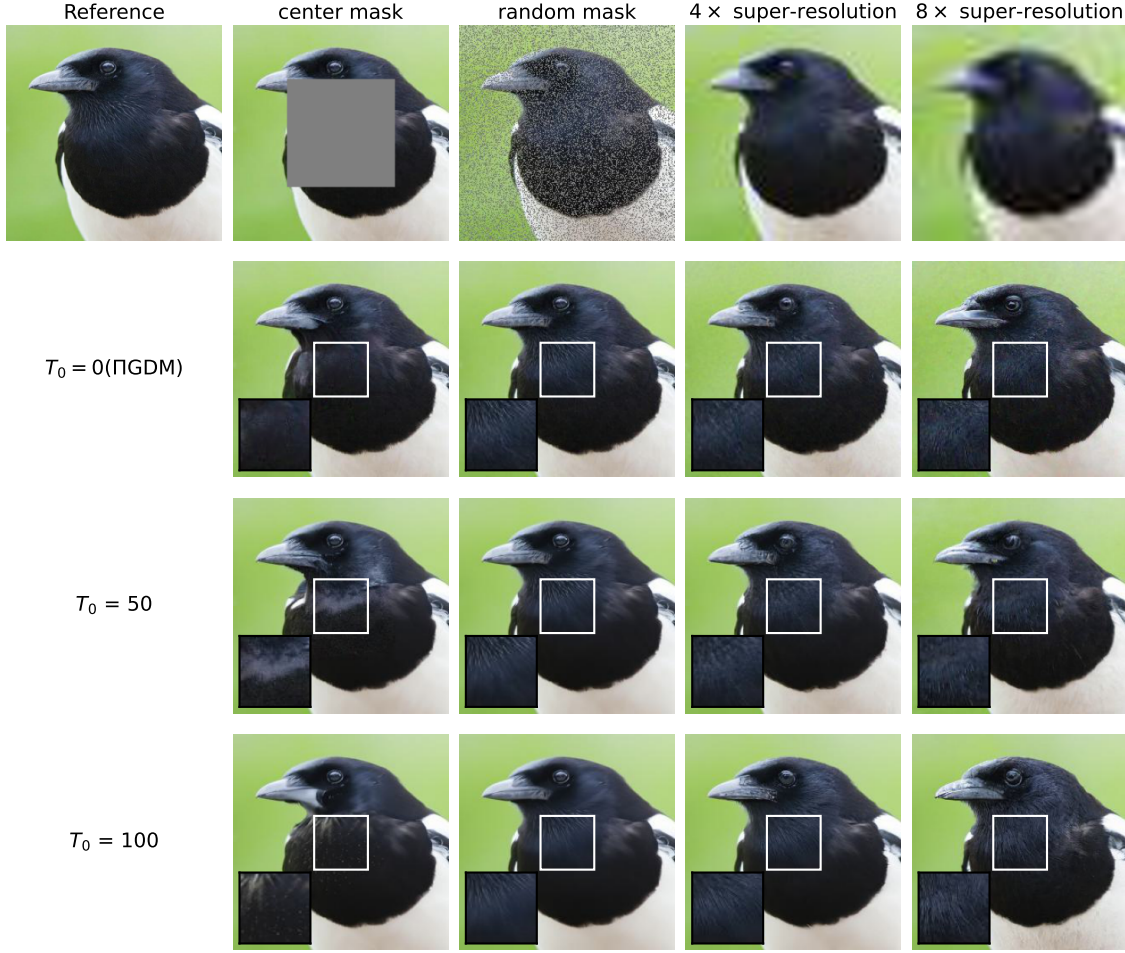 Reference
center mask
random mask
4× super-resolution
8× super-resolution
T₀ = 0(ΠGDM)
T₀ = 50
T₀ = 100